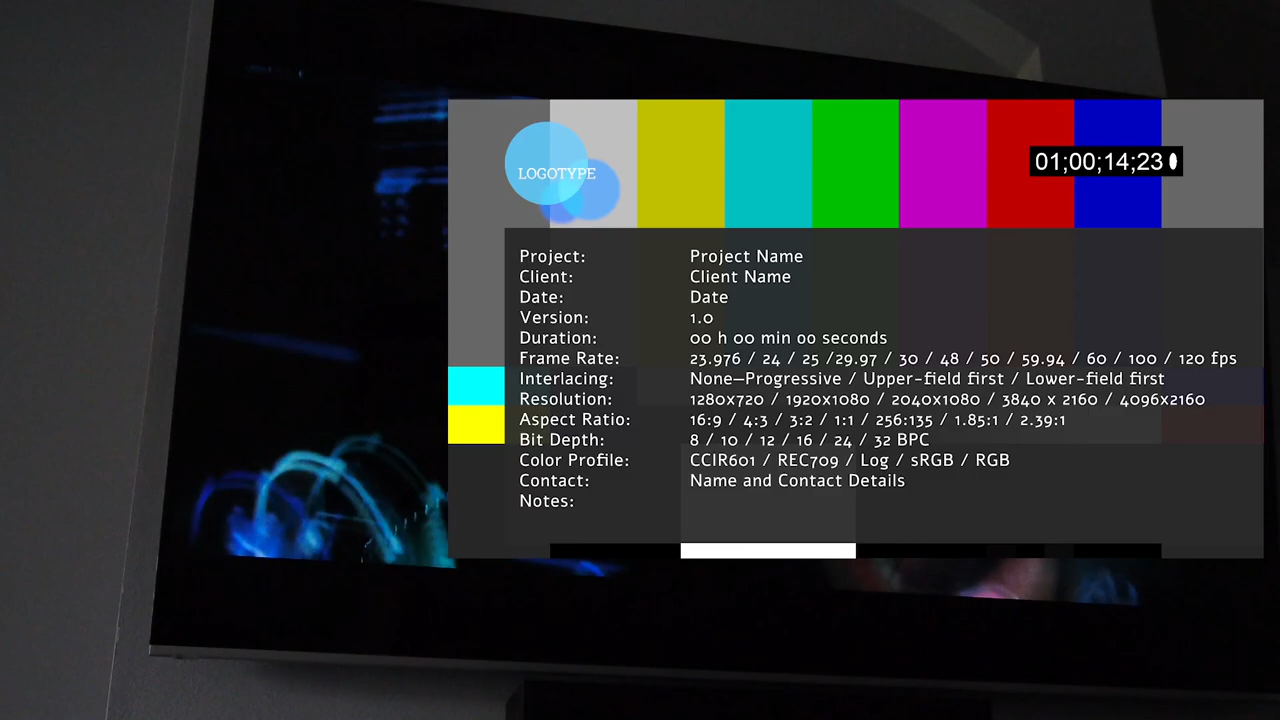 LOGOTYPE
01;00;14;23
Project: Project Name
Client: Client Name
Date: Date
Version: 1.0
Duration: 00 h 00 min 00 seconds
Frame Rate: 23.976 / 24 / 25 /29.97 / 30 / 48 / 50 / 59.94 / 60 / 100 / 120 fps
Interlacing: None—Progressive / Upper-field first / Lower-field first
Resolution: 1280x720 / 1920x1080 / 2040x1080 / 3840 x 2160 / 4096x2160
Aspect Ratio: 16:9 / 4:3 / 3:2 / 1:1 / 256:135 / 1.85:1 / 2.39:1
Bit Depth: 8 / 10 / 12 / 16 / 24 / 32 BPC
Color Profile: CCIR601 / REC709 / Log / sRGB / RGB
Contact: Name and Contact Details
Notes: